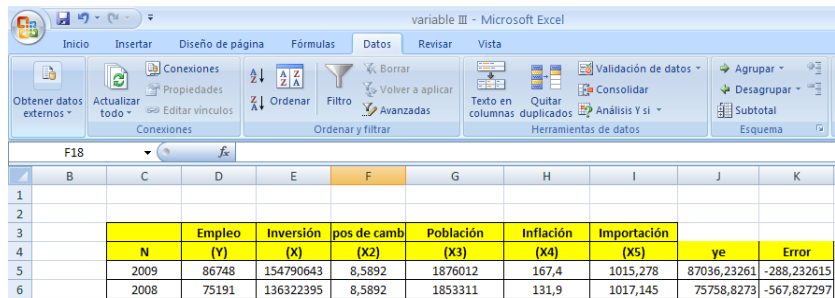 variable III - Microsoft Excel
Inicio Insertar Diseño de página Fórmulas Datos Revisar Vista
Obtener datos externos
Actualizar todo
Conexiones
Propiedades
Editar vínculos
Conexiones
Ordenar
Filtro
Borrar
Volver a aplicar
Avanzadas
Ordenar y filtrar
Texto en columnas
Quitar duplicados
Validación de datos
Consolidar
Análisis Y si
Herramientas de datos
Agrupar
Desagrupar
Subtotal
Esquema
F18 fx
B C D E F G H I J K
1
2
3 Empleo Inversión pos de camb Población Inflación Importación
4 N (Y) (X) (X2) (X3) (X4) (X5) ye Error
5 2009 86748 154790643 8,5892 1876012 167,4 1015,278 87036,23261 -288,232615
6 2008 75191 136322395 8,5892 1853311 131,9 1017,145 75758,8273 -567,827297